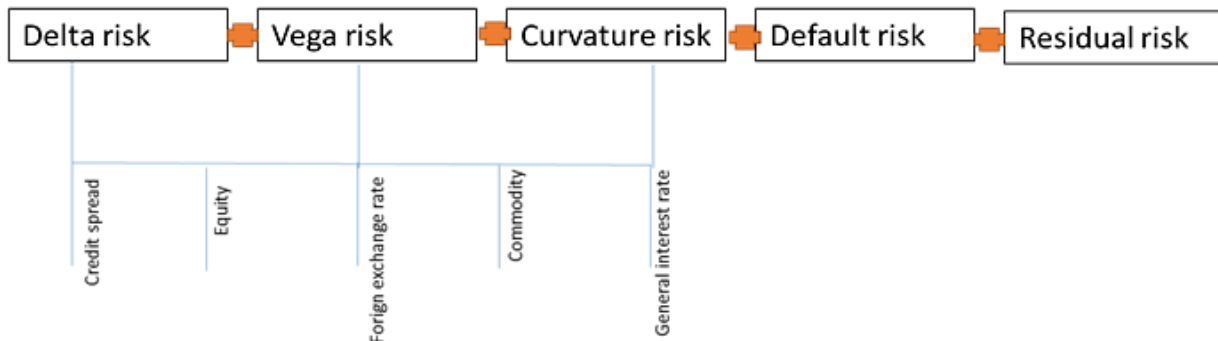 Delta risk
Vega risk
Curvature risk
Default risk
Residual risk
Credit spread
Equity
Forign exchange rate
Commodity
General interest rate